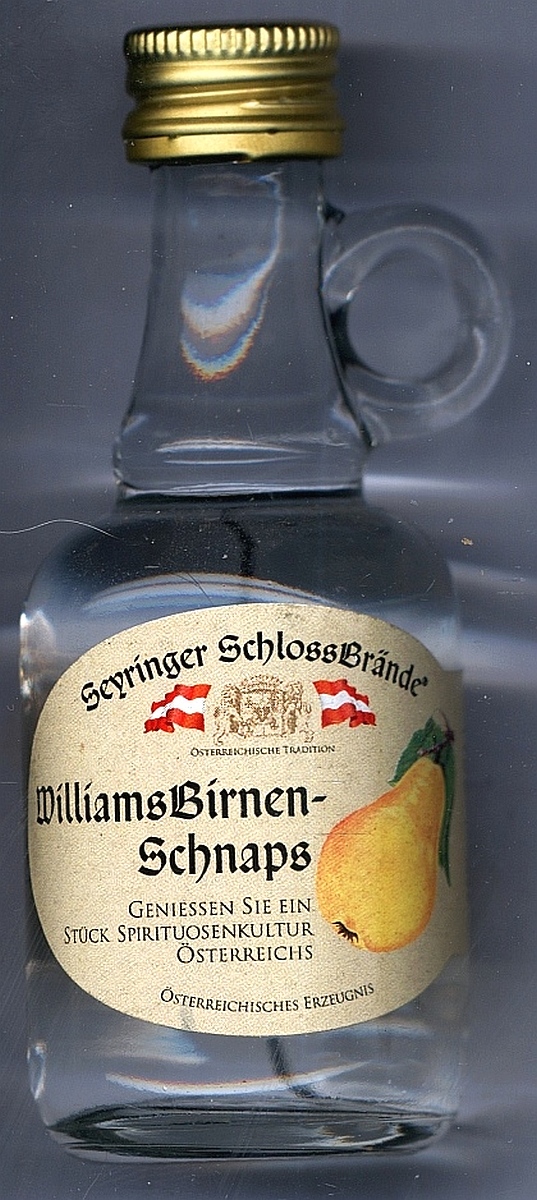 Seyringer SchlossBrände®
Österreichische Tradition
WilliamsBirnen-
Schnaps
Geniessen Sie ein
Stück Spirituosenkultur
Österreichs
Österreichisches Erzeugnis